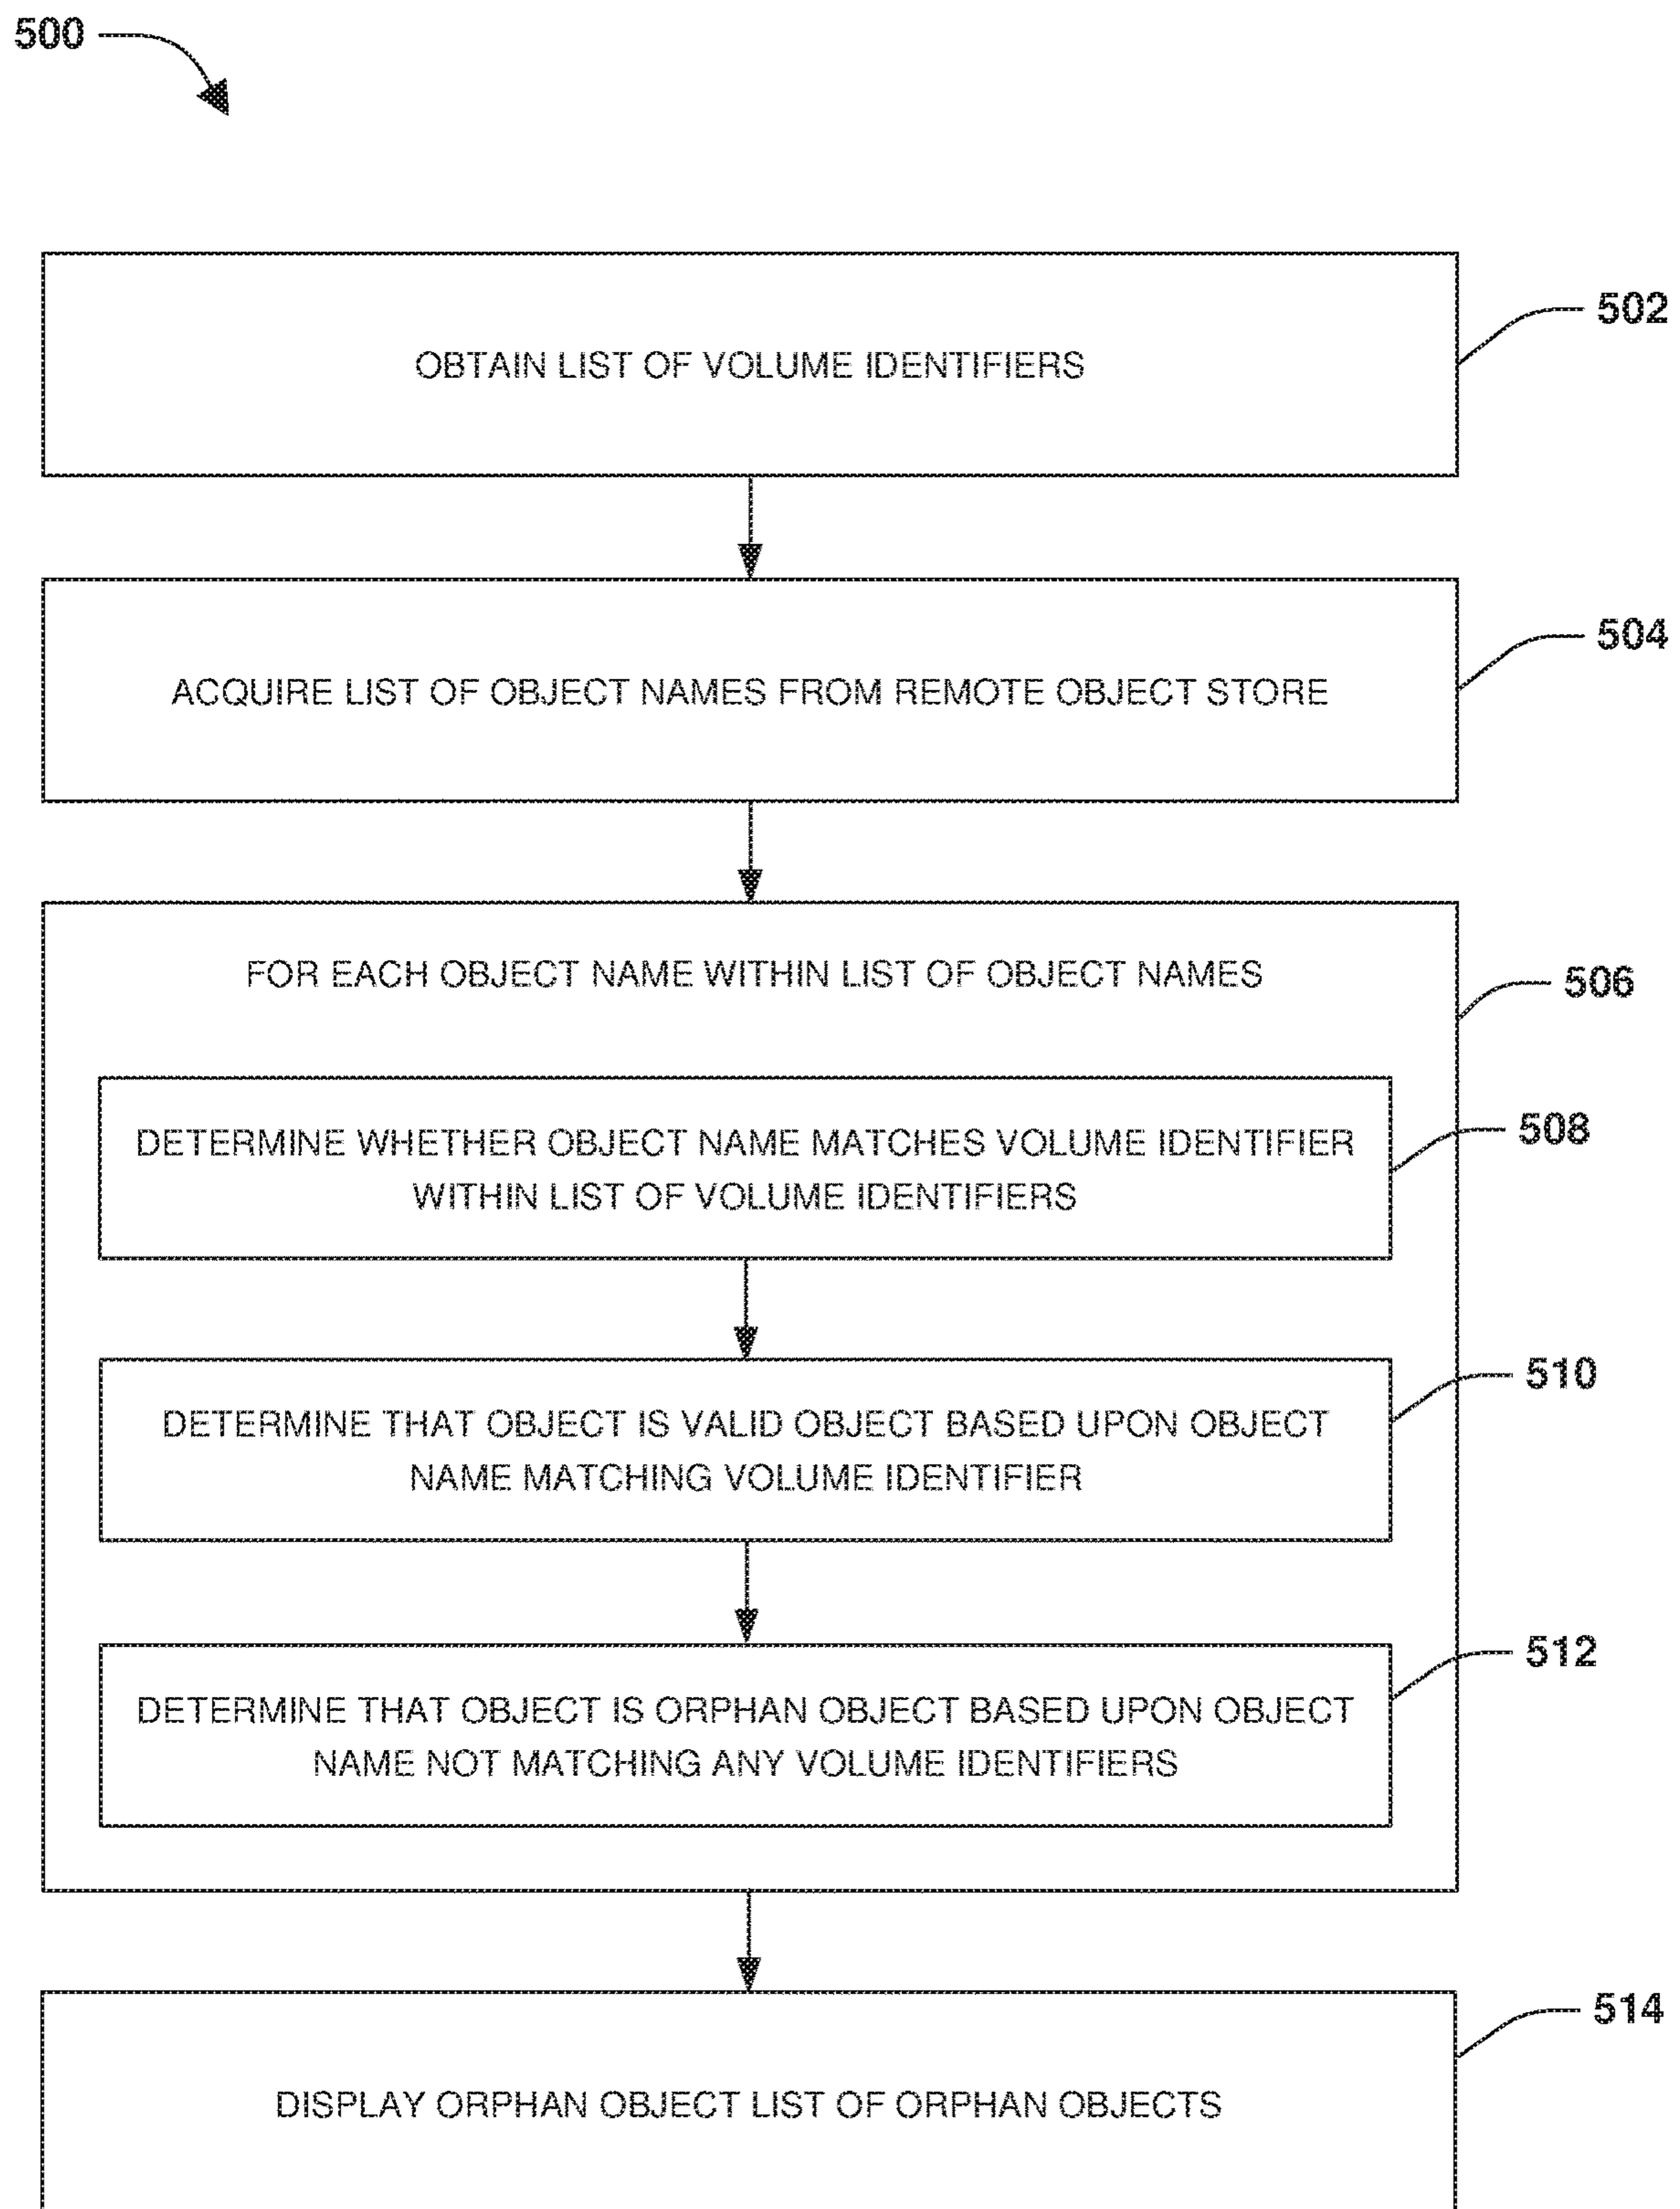 500
502
OBTAIN LIST OF VOLUME IDENTIFIERS
504
ACQUIRE LIST OF OBJECT NAMES FROM REMOTE OBJECT STORE
FOR EACH OBJECT NAME WITHIN LIST OF OBJECT NAMES
506
508
DETERMINE WHETHER OBJECT NAME MATCHES VOLUME IDENTIFIER
WITHIN LIST OF VOLUME IDENTIFIERS
510
DETERMINE THAT OBJECT IS VALID OBJECT BASED UPON OBJECT
NAME MATCHING VOLUME IDENTIFIER
512
DETERMINE THAT OBJECT IS ORPHAN OBJECT BASED UPON OBJECT
NAME NOT MATCHING ANY VOLUME IDENTIFIERS
514
DISPLAY ORPHAN OBJECT LIST OF ORPHAN OBJECTS